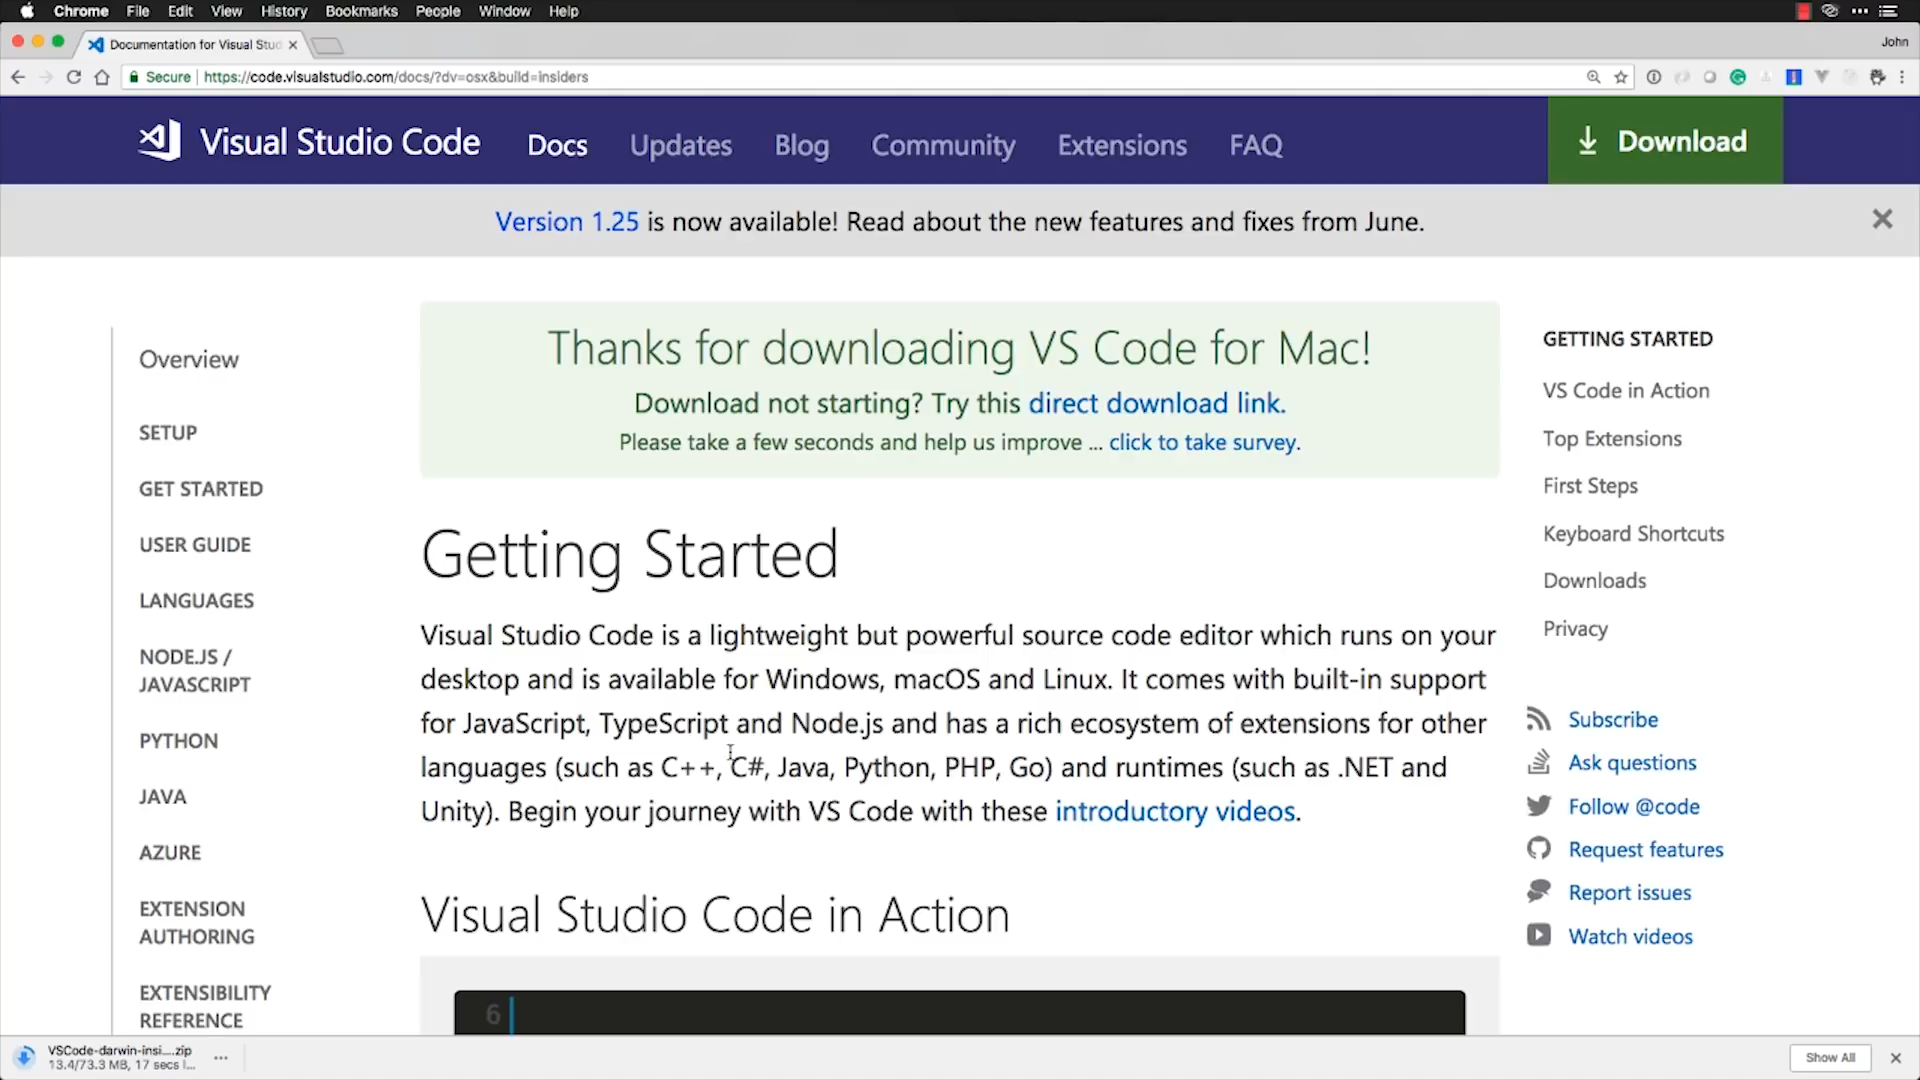 Chrome File Edit View History Bookmarks People Window Help
Documentation for Visual Stud
John
Secure https://code.visualstudio.com/docs/?dv=osx&build=insiders
Visual Studio Code Docs Updates Blog Community Extensions FAQ Download
Version 1.25 is now available! Read about the new features and fixes from June.
Overview
SETUP
GET STARTED
USER GUIDE
LANGUAGES
NODE.JS /
JAVASCRIPT
PYTHON
JAVA
AZURE
EXTENSION
AUTHORING
EXTENSIBILITY
REFERENCE
Thanks for downloading VS Code for Mac!
Download not starting? Try this direct download link.
Please take a few seconds and help us improve ... click to take survey.
Getting Started
Visual Studio Code is a lightweight but powerful source code editor which runs on your
desktop and is available for Windows, macOS and Linux. It comes with built-in support
for JavaScript, TypeScript and Node.js and has a rich ecosystem of extensions for other
languages (such as C++, C#, Java, Python, PHP, Go) and runtimes (such as .NET and
Unity). Begin your journey with VS Code with these introductory videos.
Visual Studio Code in Action
6
GETTING STARTED
VS Code in Action
Top Extensions
First Steps
Keyboard Shortcuts
Downloads
Privacy
Subscribe
Ask questions
Follow @code
Request features
Report issues
Watch videos
VSCode-darwin-insi....zip
13.4/73.3 MB, 17 secs l...
Show All